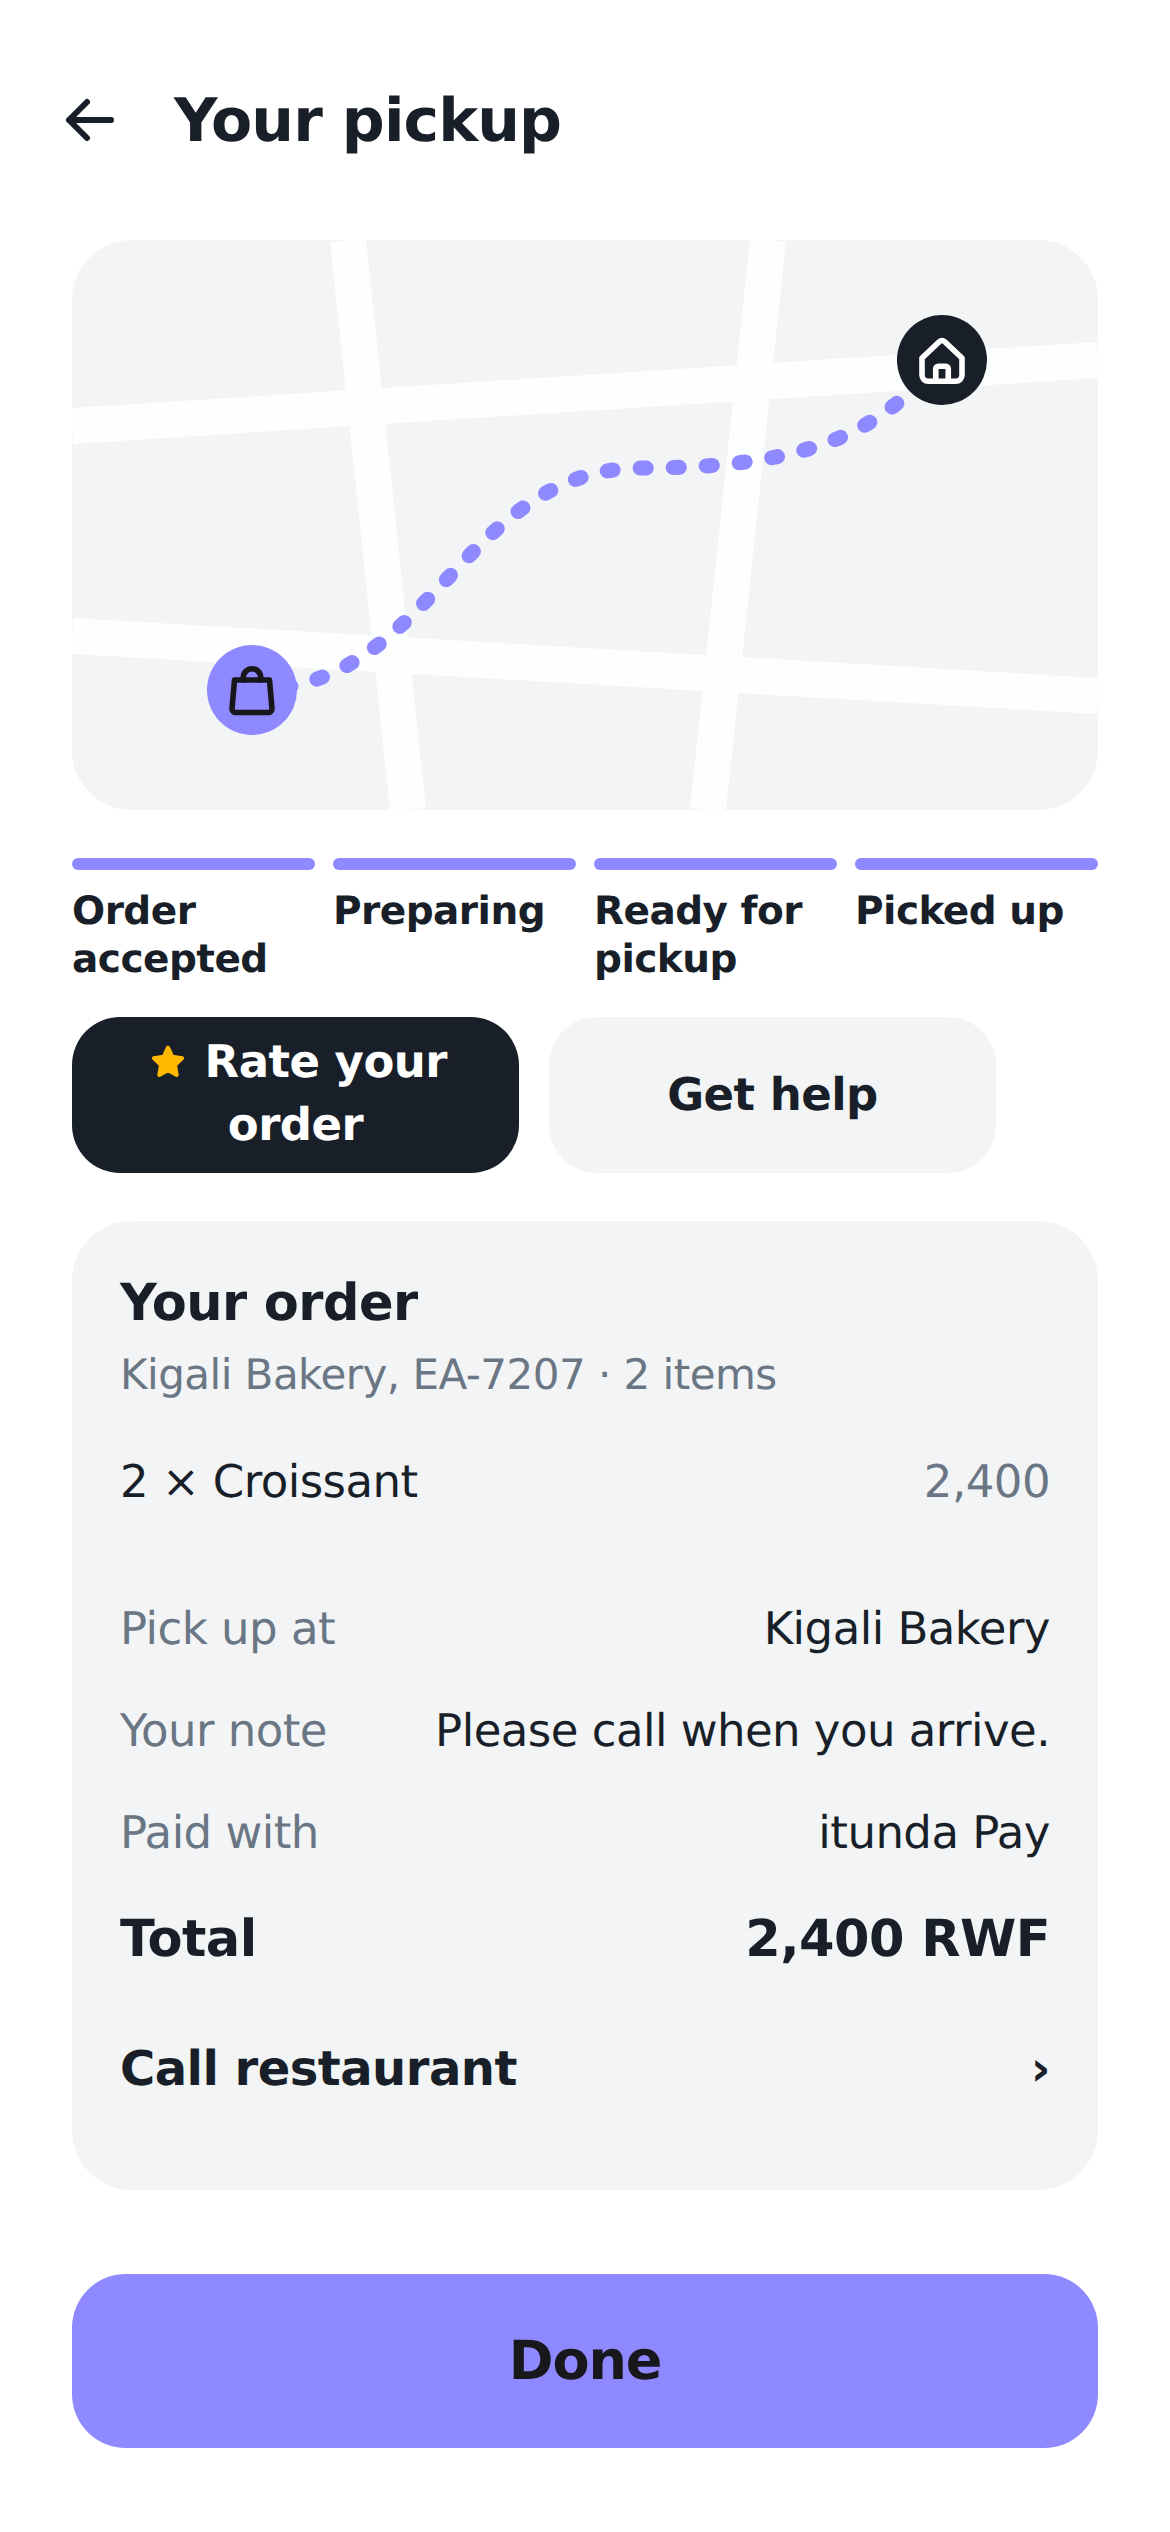 Your pickup
Order accepted
Preparing
Ready for pickup
Picked up
Rate your order
Get help
Your order
Kigali Bakery, EA-7207 · 2 items
2 × Croissant 2,400
Pick up at Kigali Bakery
Your note Please call when you arrive.
Paid with itunda Pay
Total 2,400 RWF
Call restaurant ›
Done